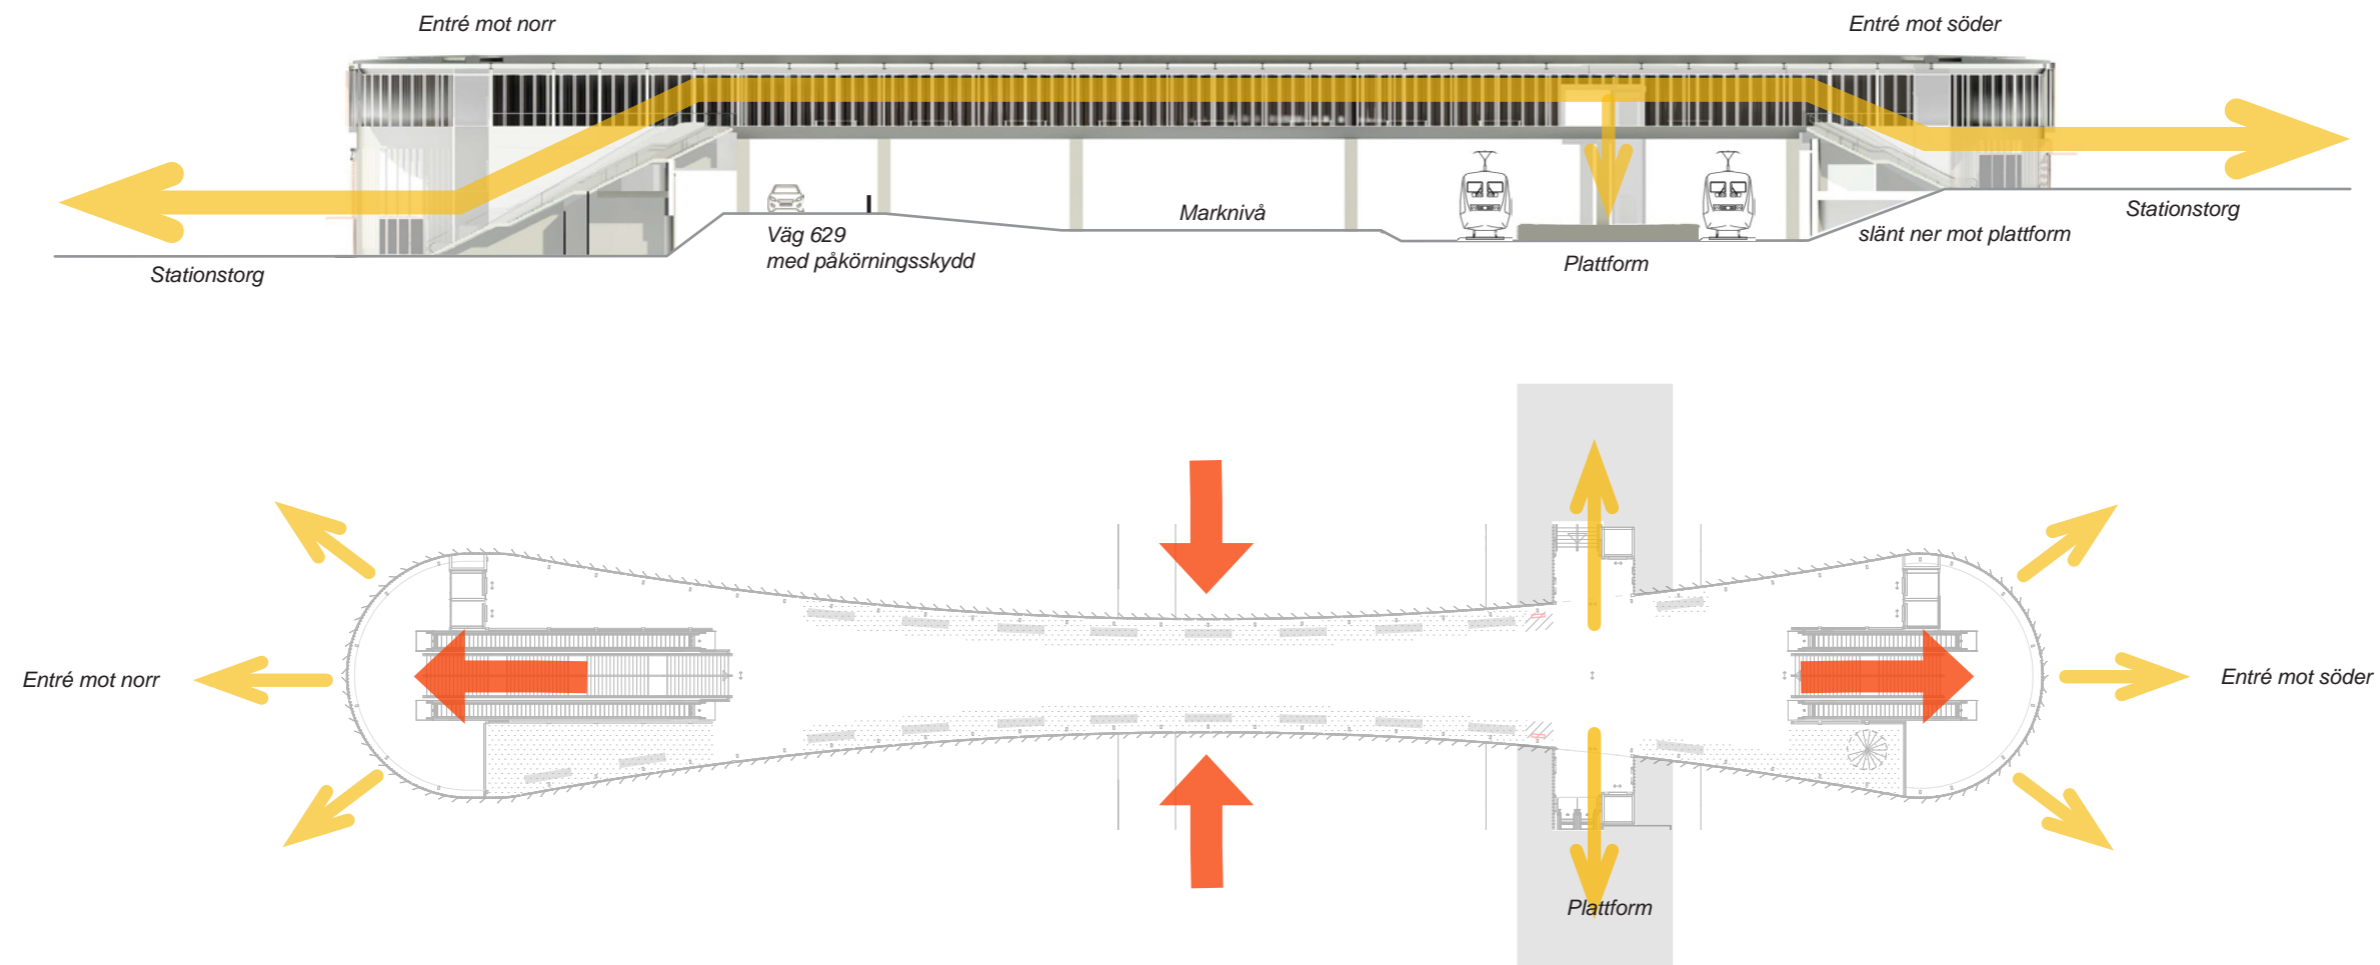 Entré mot norr
Entré mot söder
Väg 629
med påkörningsskydd
Marknivå
Stationstorg
slänt ner mot plattform
Stationstorg
Plattform
Entré mot norr
Entré mot söder
Plattform